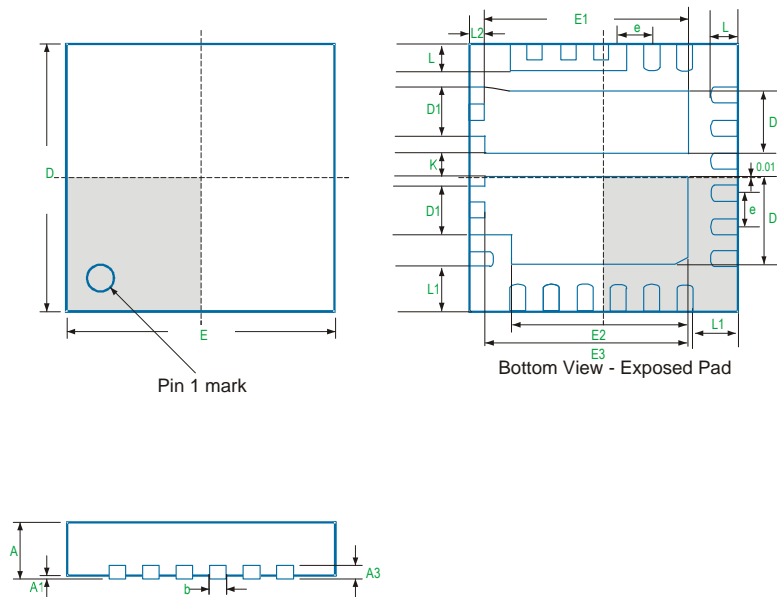 D
E
Pin 1 mark
E1
L2
e
L
L
D1
D
K
0.01
D1
e
D
L1
E2
L1
E3
Bottom View - Exposed Pad
A
A1
b
A3